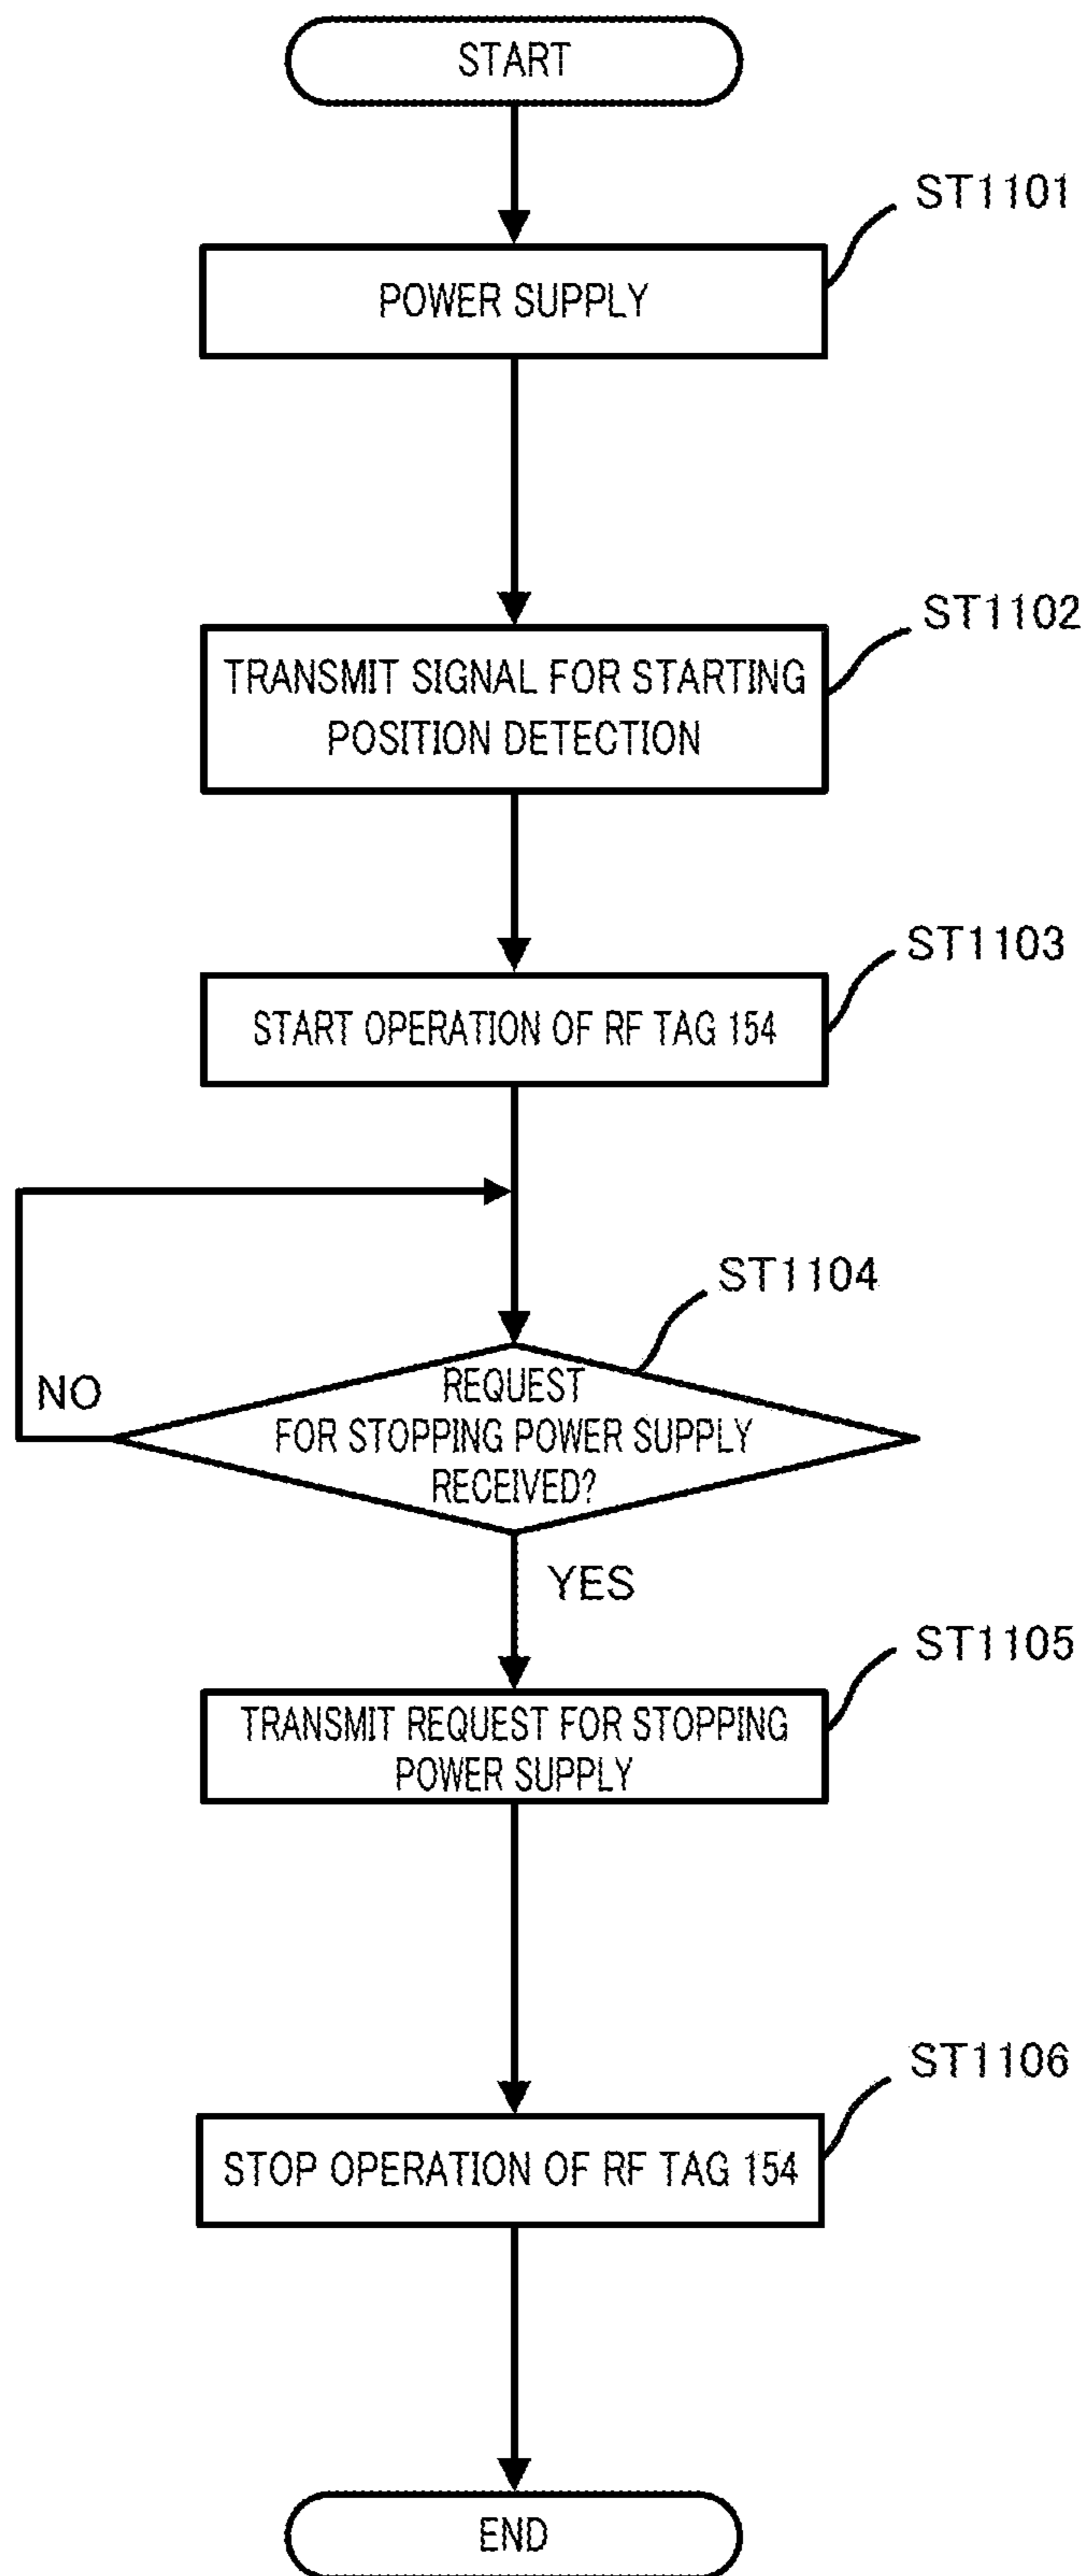 START
ST1101
POWER SUPPLY
ST1102
TRANSMIT SIGNAL FOR STARTING
POSITION DETECTION
ST1103
START OPERATION OF RF TAG 154
ST1104
REQUEST
FOR STOPPING POWER SUPPLY
RECEIVED?
NO
YES
ST1105
TRANSMIT REQUEST FOR STOPPING
POWER SUPPLY
ST1106
STOP OPERATION OF RF TAG 154
END